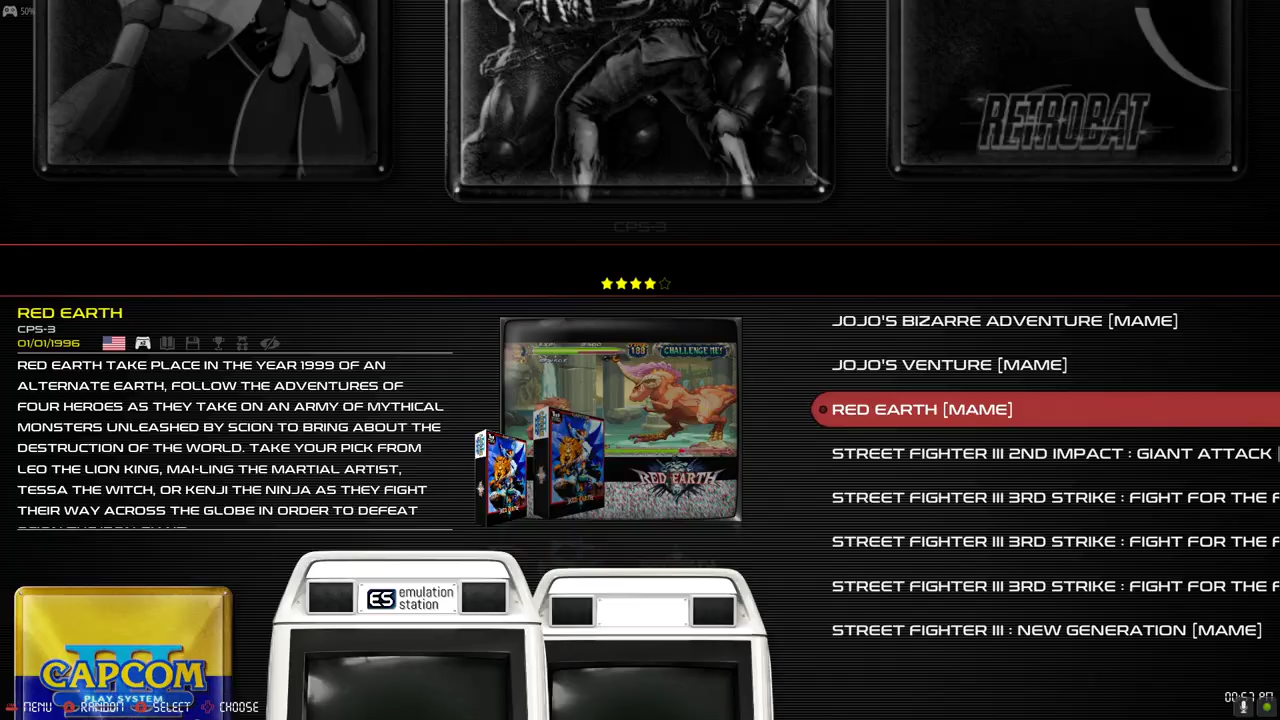 50%
RETROBAT
CPS-3
RED EARTH
CPS-3
01/01/1996
RED EARTH TAKE PLACE IN THE YEAR 1999 OF AN
ALTERNATE EARTH, FOLLOW THE ADVENTURES OF
FOUR HEROES AS THEY TAKE ON AN ARMY OF MYTHICAL
MONSTERS UNLEASHED BY SCION TO BRING ABOUT THE
DESTRUCTION OF THE WORLD. TAKE YOUR PICK FROM
LEO THE LION KING, MAI-LING THE MARTIAL ARTIST,
TESSA THE WITCH, OR KENJI THE NINJA AS THEY FIGHT
THEIR WAY ACROSS THE GLOBE IN ORDER TO DEFEAT
188
CHALLENGE ME!
RED EARTH
JOJO'S BIZARRE ADVENTURE [MAME]
JOJO'S VENTURE [MAME]
RED EARTH [MAME]
STREET FIGHTER III 2ND IMPACT : GIANT ATTACK [
STREET FIGHTER III 3RD STRIKE : FIGHT FOR THE F
STREET FIGHTER III 3RD STRIKE : FIGHT FOR THE F
STREET FIGHTER III 3RD STRIKE : FIGHT FOR THE F
STREET FIGHTER III : NEW GENERATION [MAME]
ES emulation
station
CAPCOM
III
PLAY SYSTEM
MENU RANDOM SELECT CHOOSE